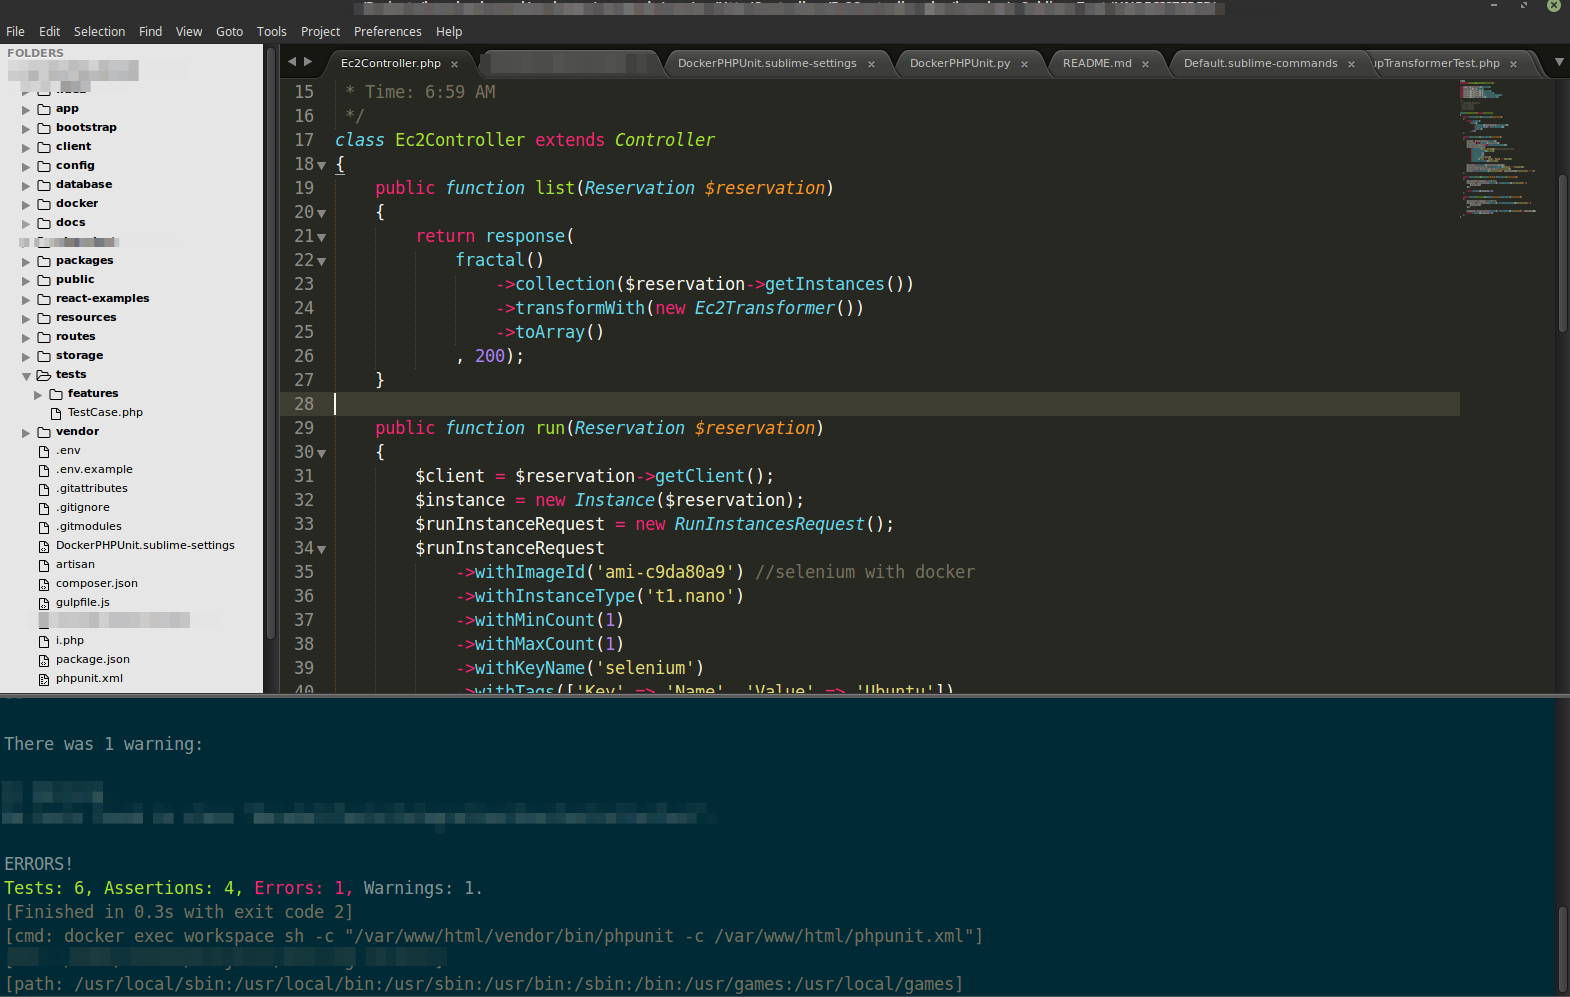 File Edit Selection Find View Goto Tools Project Preferences Help
FOLDERS
app
bootstrap
client
config
database
docker
docs
packages
public
react-examples
resources
routes
storage
tests
features
TestCase.php
vendor
.env
.env.example
.gitattributes
.gitignore
.gitmodules
DockerPHPUnit.sublime-settings
artisan
composer.json
gulpfile.js
i.php
package.json
phpunit.xml
Ec2Controller.php × DockerPHPUnit.sublime-settings × DockerPHPUnit.py × README.md × Default.sublime-commands × upTransformerTest.php ×
15 * Time: 6:59 AM
16 */
17 class Ec2Controller extends Controller
18 {
19 public function list(Reservation $reservation)
20 {
21 return response(
22 fractal()
23 ->collection($reservation->getInstances())
24 ->transformWith(new Ec2Transformer())
25 ->toArray()
26 , 200);
27 }
28
29 public function run(Reservation $reservation)
30 {
31 $client = $reservation->getClient();
32 $instance = new Instance($reservation);
33 $runInstanceRequest = new RunInstancesRequest();
34 $runInstanceRequest
35 ->withImageId('ami-c9da80a9') //selenium with docker
36 ->withInstanceType('t1.nano')
37 ->withMinCount(1)
38 ->withMaxCount(1)
39 ->withKeyName('selenium')
40 ->withTags(['Key' => 'Name', 'Value' => 'Ubuntu'])
There was 1 warning:
ERRORS!
Tests: 6, Assertions: 4, Errors: 1, Warnings: 1.
[Finished in 0.3s with exit code 2]
[cmd: docker exec workspace sh -c "/var/www/html/vendor/bin/phpunit -c /var/www/html/phpunit.xml"]
[path: /usr/local/sbin:/usr/local/bin:/usr/sbin:/usr/bin:/sbin:/bin:/usr/games:/usr/local/games]